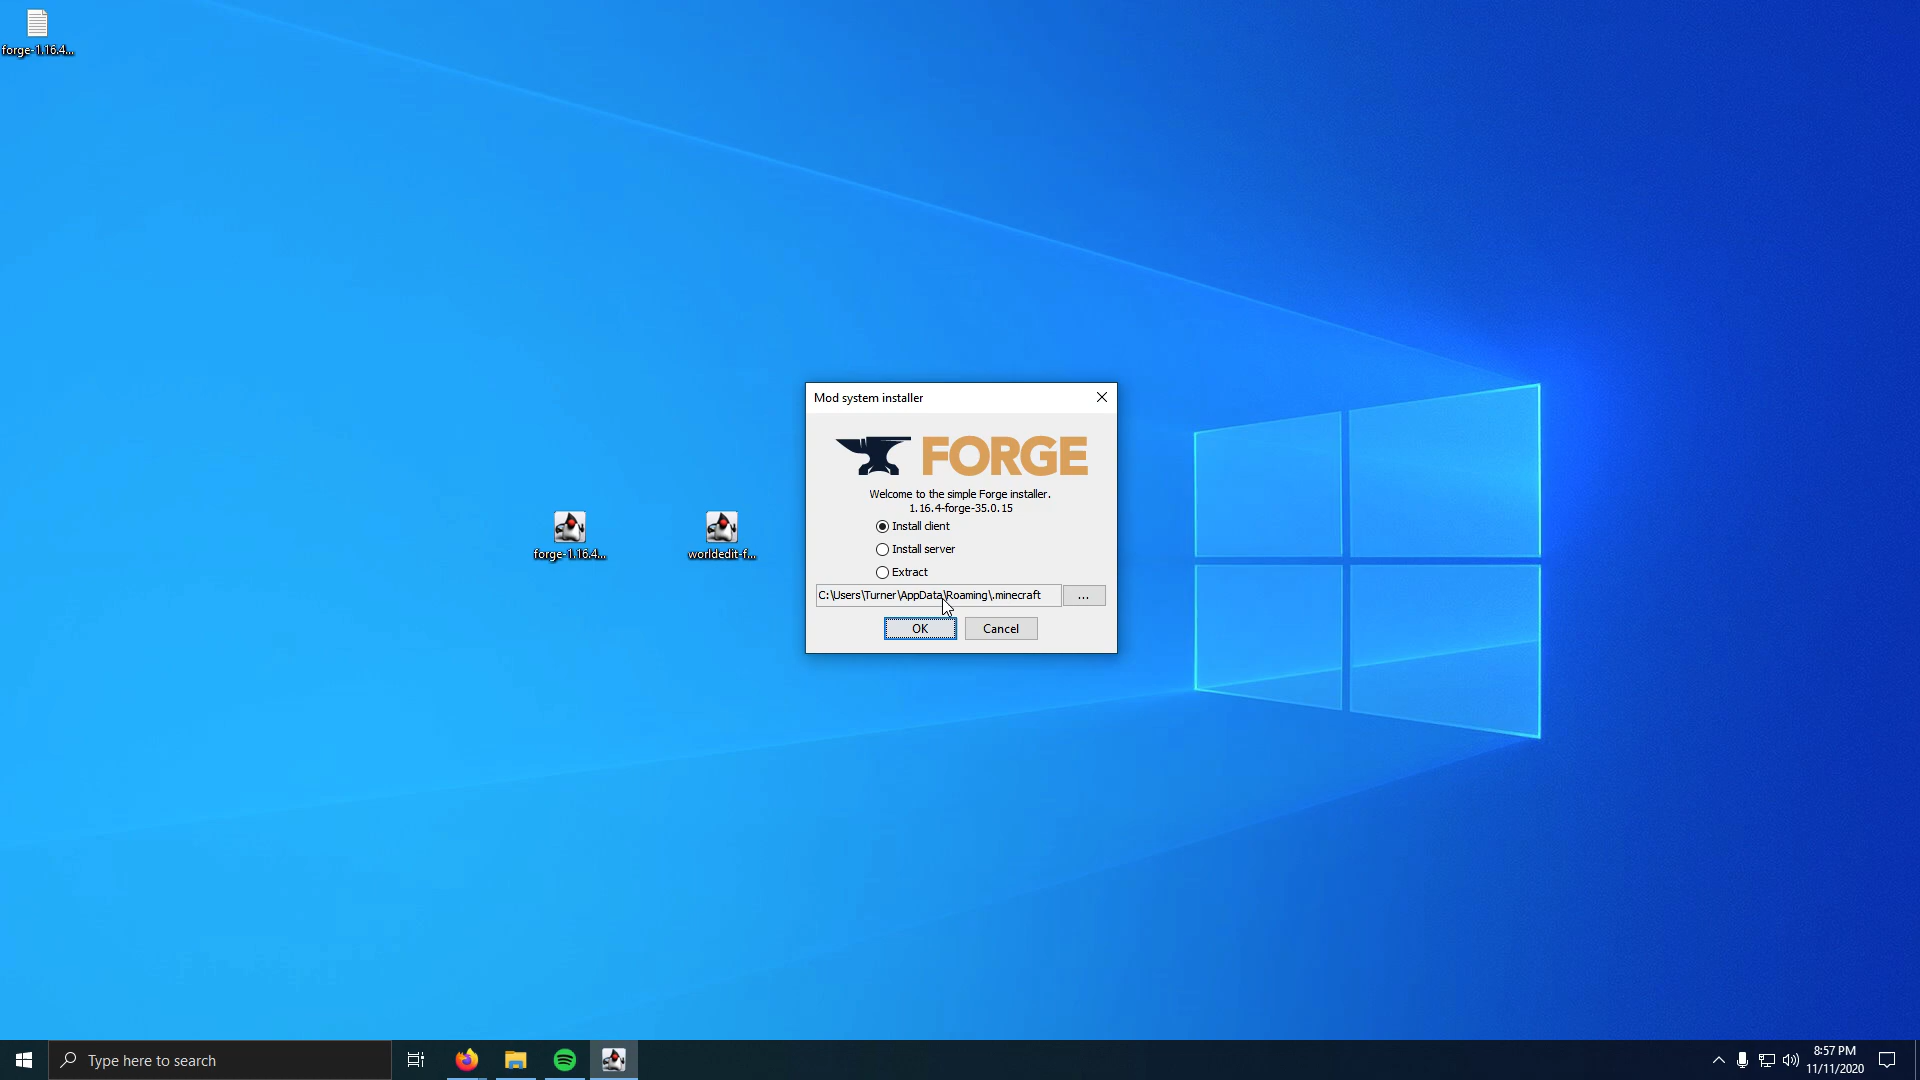 forge-1.16.4...
forge-1.16.4...
worldedit-f...
Mod system installer
FORGE
Welcome to the simple Forge installer.
1.16.4-forge-35.0.15
Install client
Install server
Extract
C:\Users\Turner\AppData\Roaming\.minecraft
...
OK
Cancel
Type here to search
8:57 PM
11/11/2020